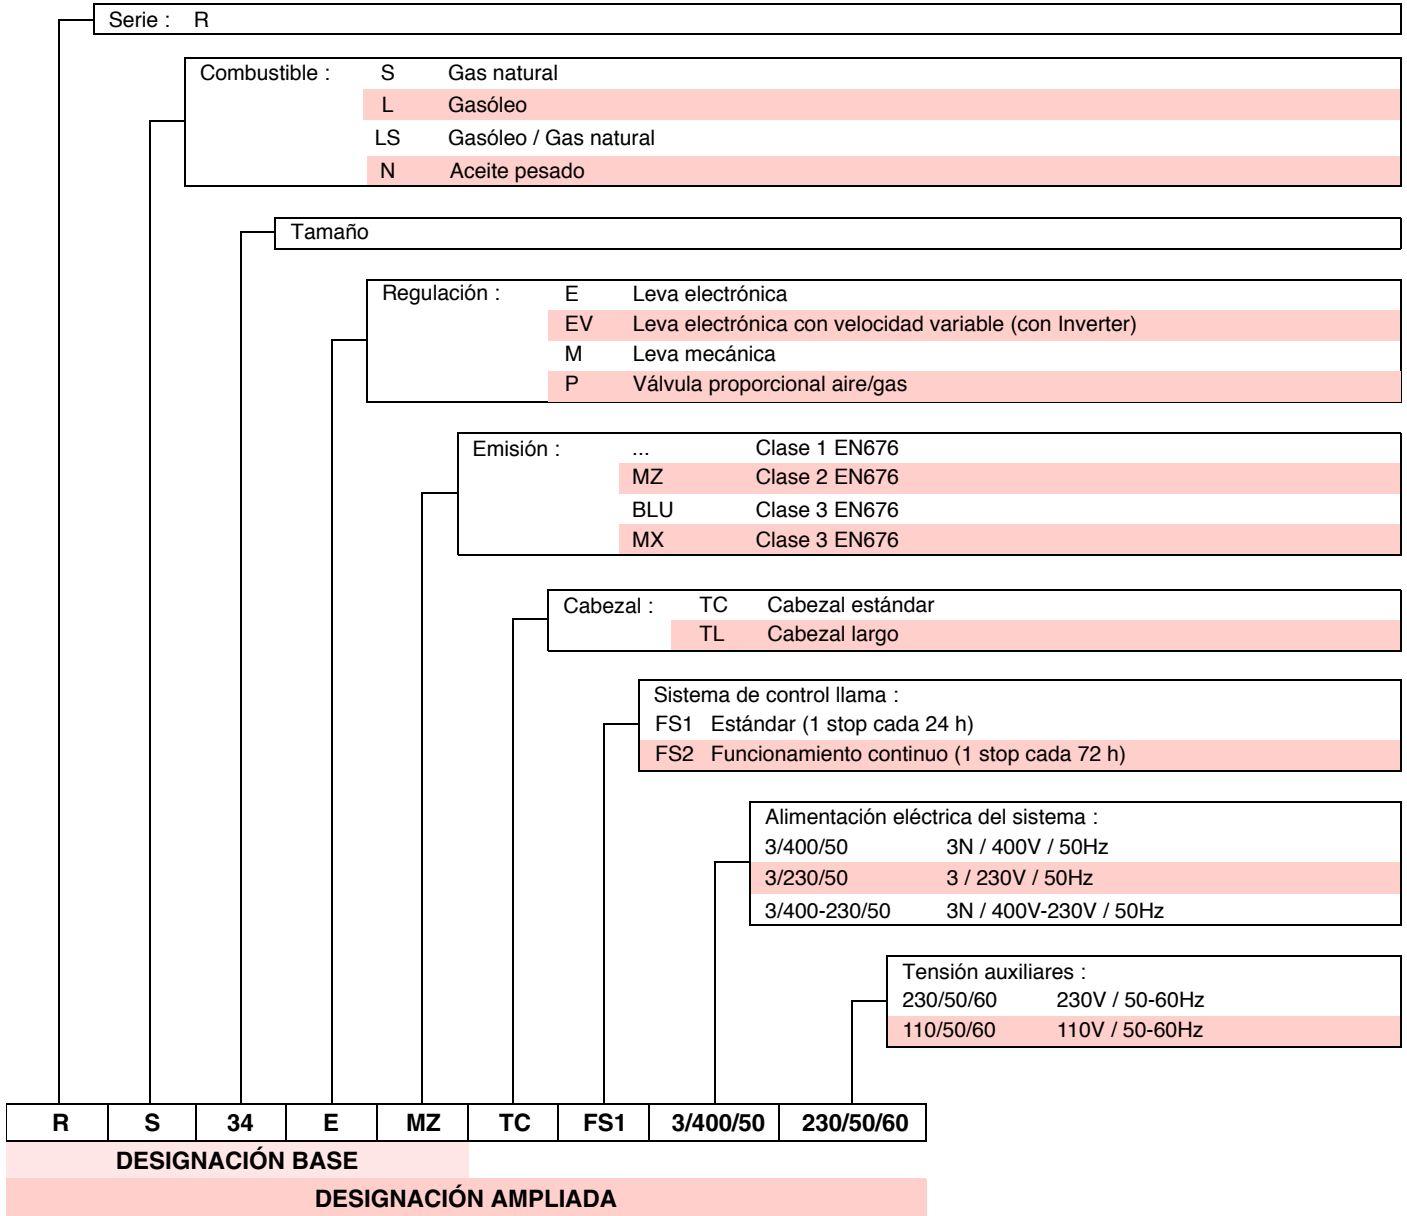 Serie : R
Combustible : S Gas natural
L Gasóleo
LS Gasóleo / Gas natural
N Aceite pesado
Tamaño
Regulación : E Leva electrónica
EV Leva electrónica con velocidad variable (con Inverter)
M Leva mecánica
P Válvula proporcional aire/gas
Emisión : ... Clase 1 EN676
MZ Clase 2 EN676
BLU Clase 3 EN676
MX Clase 3 EN676
Cabezal : TC Cabezal estándar
TL Cabezal largo
Sistema de control llama :
FS1 Estándar (1 stop cada 24 h)
FS2 Funcionamiento continuo (1 stop cada 72 h)
Alimentación eléctrica del sistema :
3/400/50 3N / 400V / 50Hz
3/230/50 3 / 230V / 50Hz
3/400-230/50 3N / 400V-230V / 50Hz
Tensión auxiliares :
230/50/60 230V / 50-60Hz
110/50/60 110V / 50-60Hz
R S 34 E MZ TC FS1 3/400/50 230/50/60
DESIGNACIÓN BASE
DESIGNACIÓN AMPLIADA